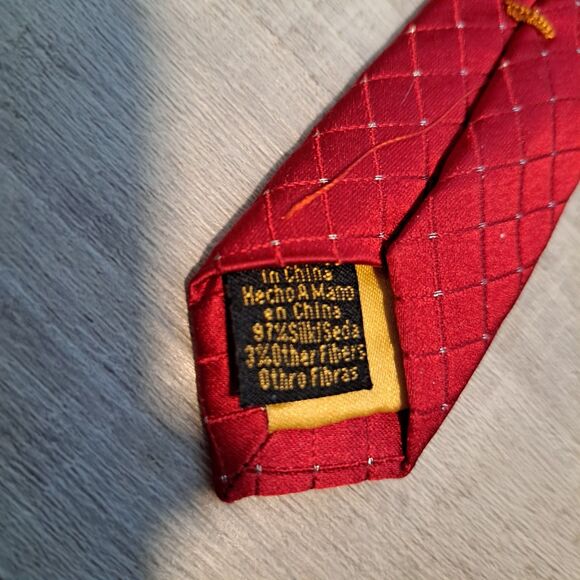 In China
Hecho A Mano
en China
97%Silk/Seda
3%Other Fibers
Othro Fibras